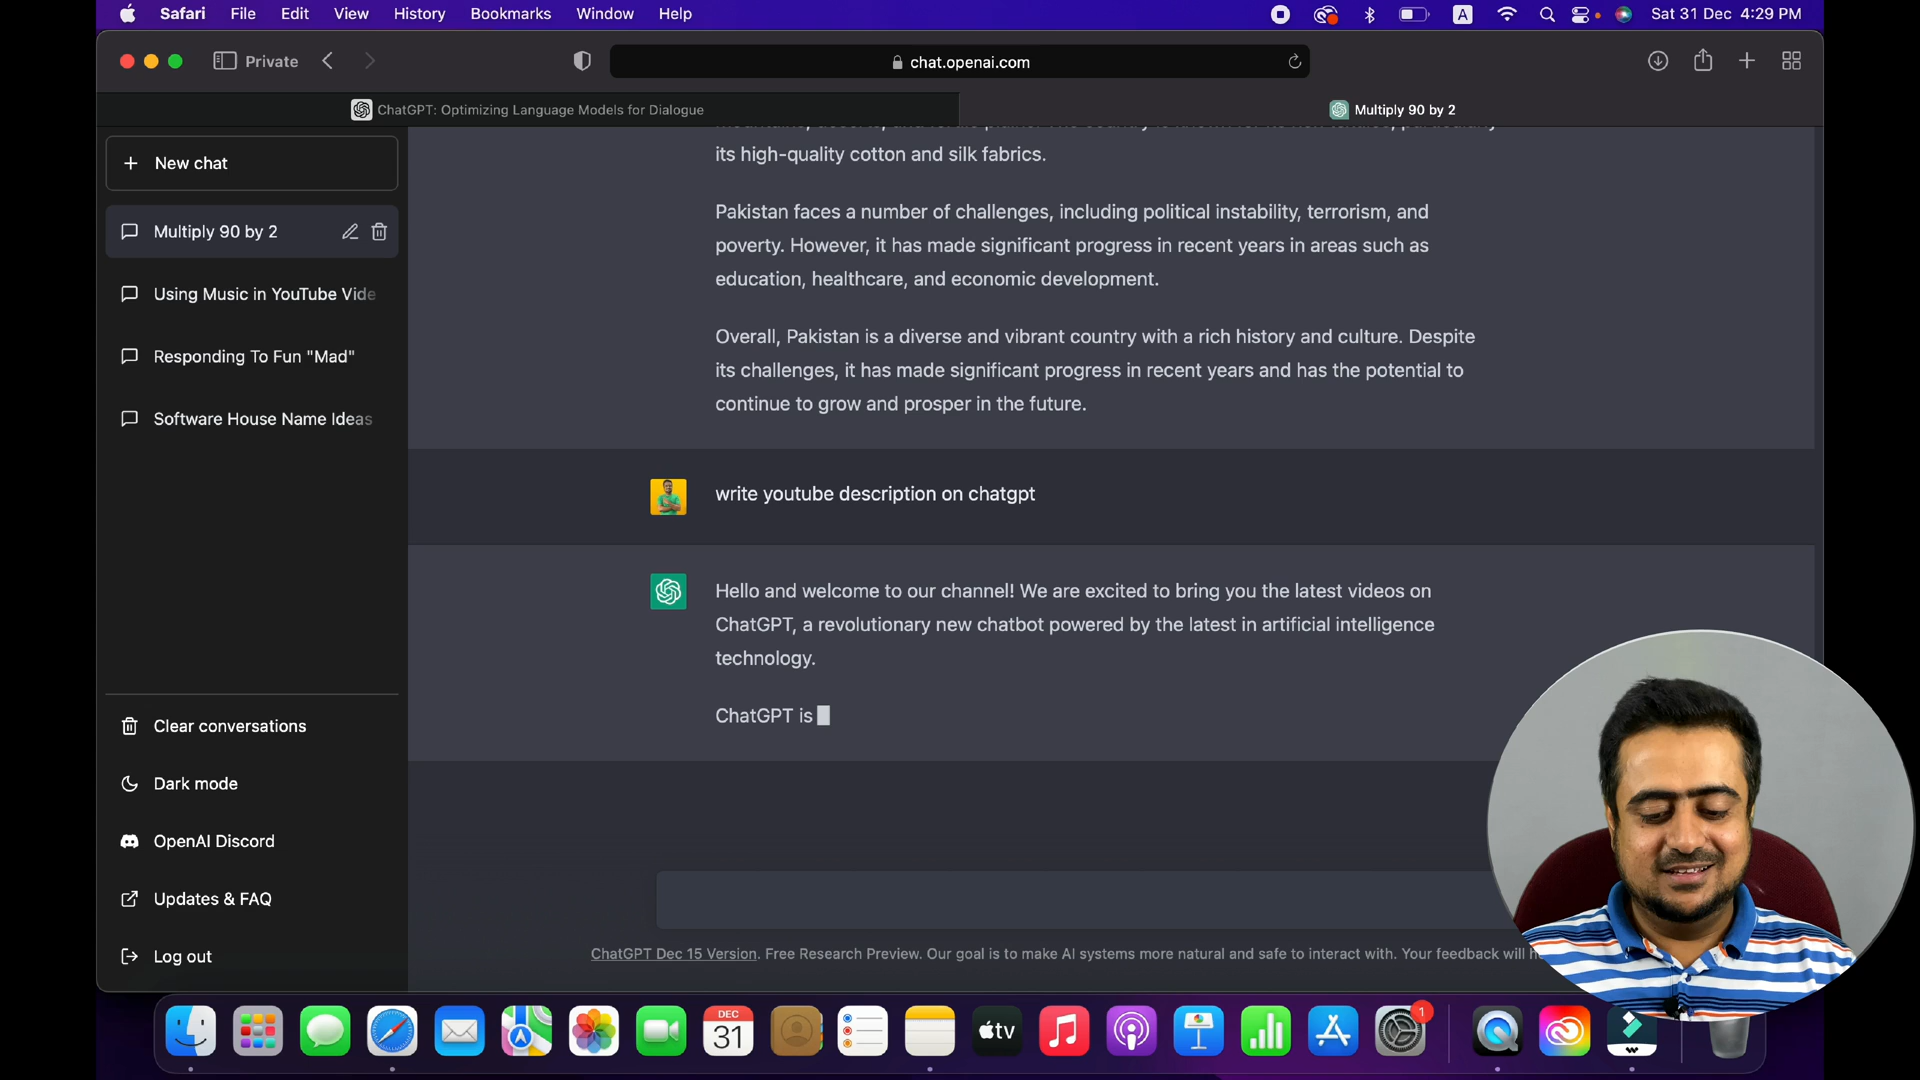 Safari File Edit View History Bookmarks Window Help
A
Sat 31 Dec 4:29 PM
Private
chat.openai.com
ChatGPT: Optimizing Language Models for Dialogue
Multiply 90 by 2
New chat
Multiply 90 by 2
Using Music in YouTube Vide
Responding To Fun "Mad"
Software House Name Ideas
Clear conversations
Dark mode
OpenAI Discord
Updates & FAQ
Log out
its high-quality cotton and silk fabrics.
Pakistan faces a number of challenges, including political instability, terrorism, and
poverty. However, it has made significant progress in recent years in areas such as
education, healthcare, and economic development.
Overall, Pakistan is a diverse and vibrant country with a rich history and culture. Despite
its challenges, it has made significant progress in recent years and has the potential to
continue to grow and prosper in the future.
write youtube description on chatgpt
Hello and welcome to our channel! We are excited to bring you the latest videos on
ChatGPT, a revolutionary new chatbot powered by the latest in artificial intelligence
technology.
ChatGPT is
ChatGPT Dec 15 Version. Free Research Preview. Our goal is to make AI systems more natural and safe to interact with. Your feedback will
DEC
31
tv
1